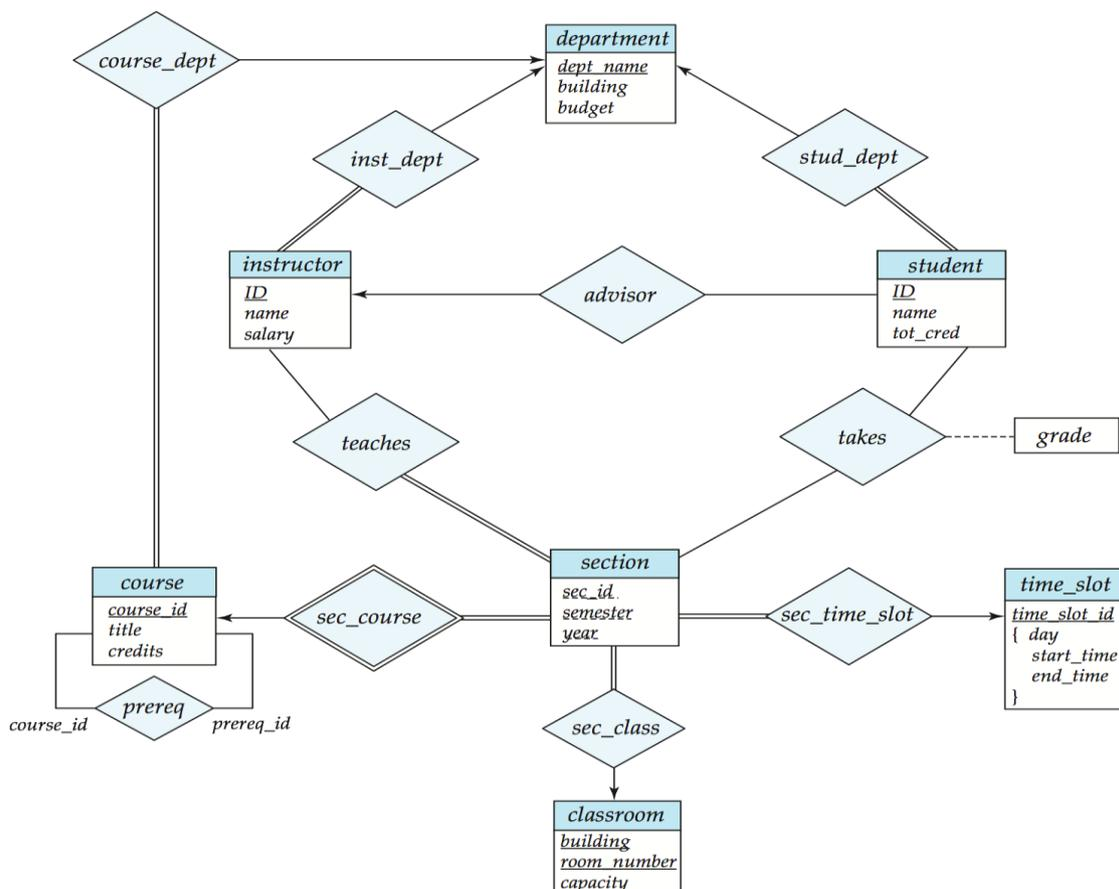 course_dept
department
dept_name
building
budget
inst_dept
stud_dept
instructor
ID
name
salary
advisor
student
ID
name
tot_cred
teaches
takes
grade
course
course_id
title
credits
sec_course
section
sec_id
semester
year
sec_time_slot
time_slot
time_slot_id
{ day
start_time
end_time
}
prereq
course_id
prereq_id
sec_class
classroom
building
room_number
capacity